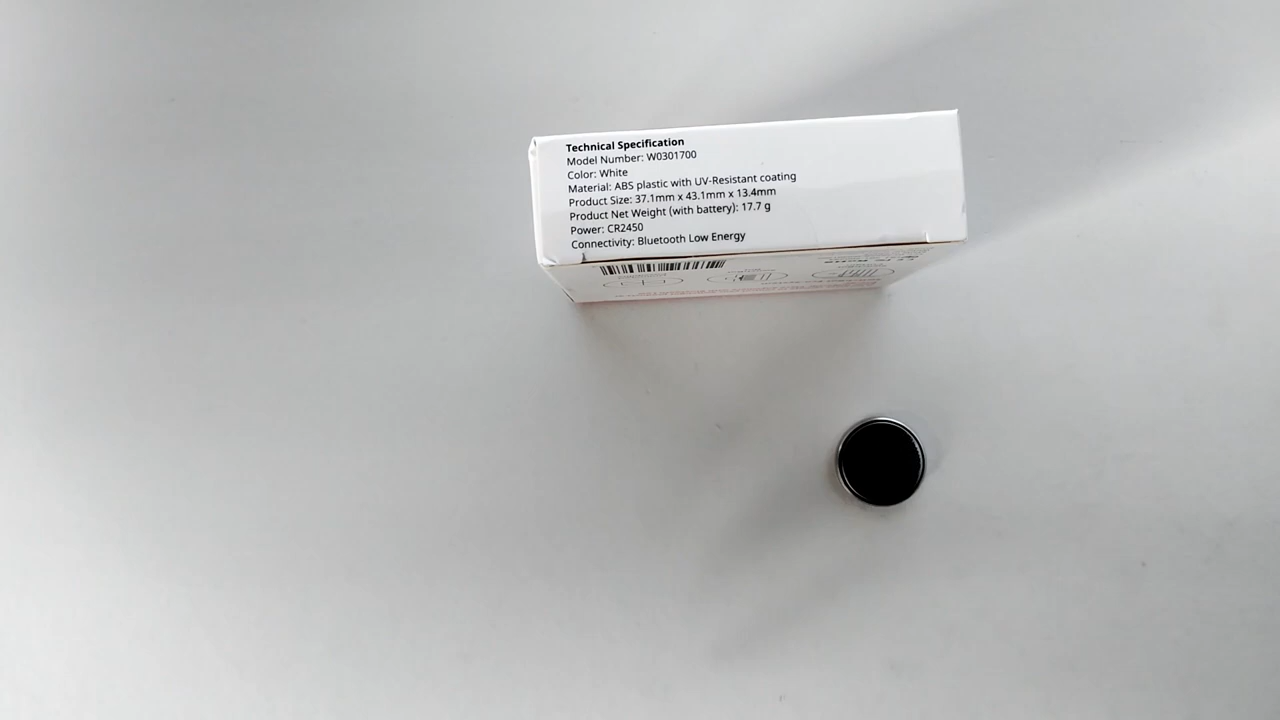 Technical Specification
Model Number: W0301700
Color: White
Material: ABS plastic with UV-Resistant coating
Product Size: 37.1mm x 43.1mm x 13.4mm
Product Net Weight (with battery): 17.7 g
Power: CR2450
Connectivity: Bluetooth Low Energy